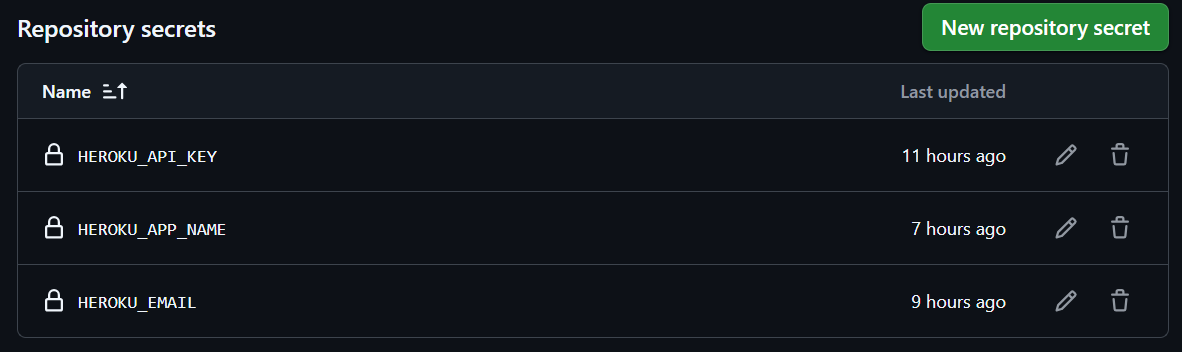 Repository secrets
New repository secret
Name Last updated
HEROKU_API_KEY 11 hours ago
HEROKU_APP_NAME 7 hours ago
HEROKU_EMAIL 9 hours ago